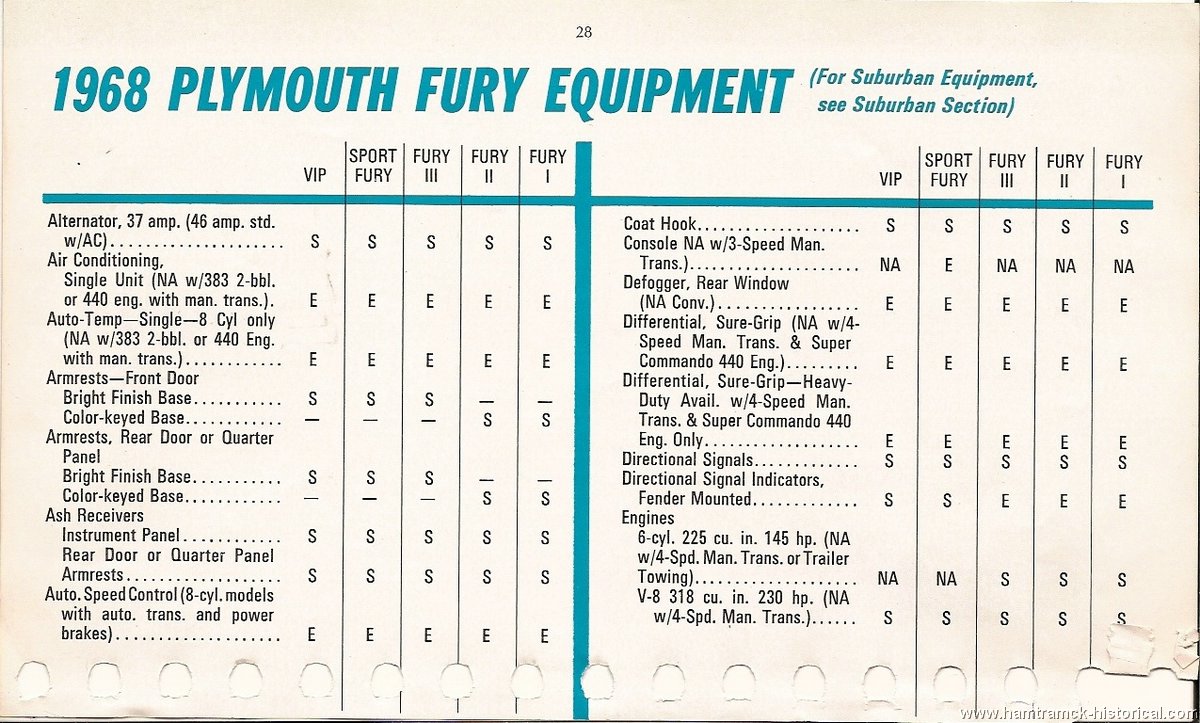 28
1968 PLYMOUTH FURY EQUIPMENT
(For Suburban Equipment,
see Suburban Section)
VIP SPORT FURY FURY III FURY II FURY I
Alternator, 37 amp. (46 amp. std.
w/AC)..................... S S S S S
Air Conditioning,
Single Unit (NA w/383 2-bbl.
or 440 eng. with man. trans.). E E E E E
Auto-Temp—Single—8 Cyl only
(NA w/383 2-bbl. or 440 Eng.
with man. trans.)............ E E E E E
Armrests—Front Door
Bright Finish Base........... S S S — —
Color-keyed Base............ — — — S S
Armrests, Rear Door or Quarter
Panel
Bright Finish Base........... S S S — —
Color-keyed Base............ — — — S S
Ash Receivers
Instrument Panel............ S S S S S
Rear Door or Quarter Panel
Armrests................... S S S S S
Auto. Speed Control (8-cyl. models
with auto. trans. and power
brakes).................... E E E E E
VIP SPORT FURY FURY III FURY II FURY I
Coat Hook.................... S S S S S
Console NA w/3-Speed Man.
Trans.)..................... NA E NA NA NA
Defogger, Rear Window
(NA Conv.)................. E E E E E
Differential, Sure-Grip (NA w/4-
Speed Man. Trans. & Super
Commando 440 Eng.)......... E E E E E
Differential, Sure-Grip—Heavy-
Duty Avail. w/4-Speed Man.
Trans. & Super Commando 440
Eng. Only................... E E E E E
Directional Signals............. S S S S S
Directional Signal Indicators,
Fender Mounted............. S S E E E
Engines
6-cyl. 225 cu. in. 145 hp. (NA
w/4-Spd. Man. Trans. or Trailer
Towing)..................... NA NA S S S
V-8 318 cu. in. 230 hp. (NA
w/4-Spd. Man. Trans.)...... S S S S S
www.hamtramck-historical.com